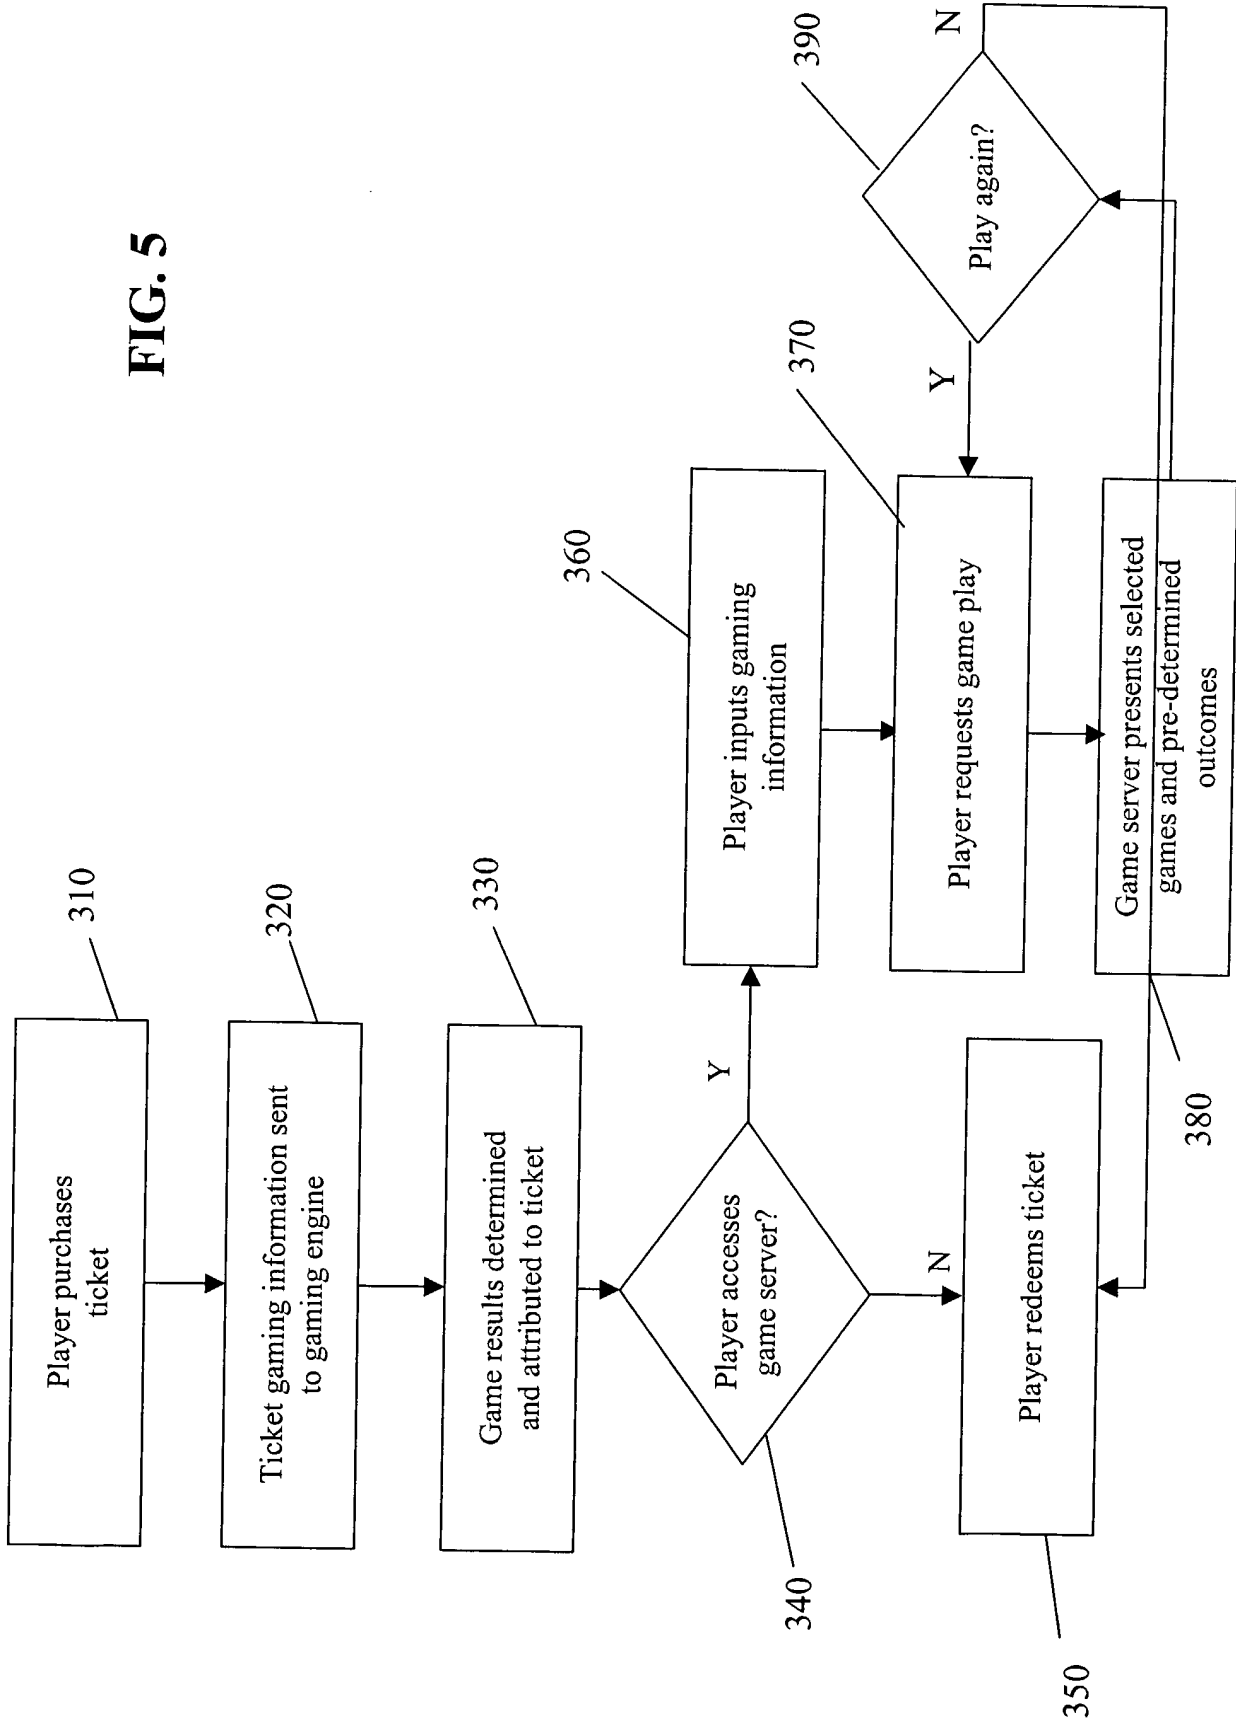 FIG. 5
Player purchases
ticket
310
Ticket gaming information sent
to gaming engine
320
Game results determined
and attributed to ticket
330
Player accesses
game server?
340
Y
N
Player redeems ticket
350
Player inputs gaming
information
360
Player requests game play
370
Game server presents selected
games and pre-determined
outcomes
380
Play again?
390
Y
N